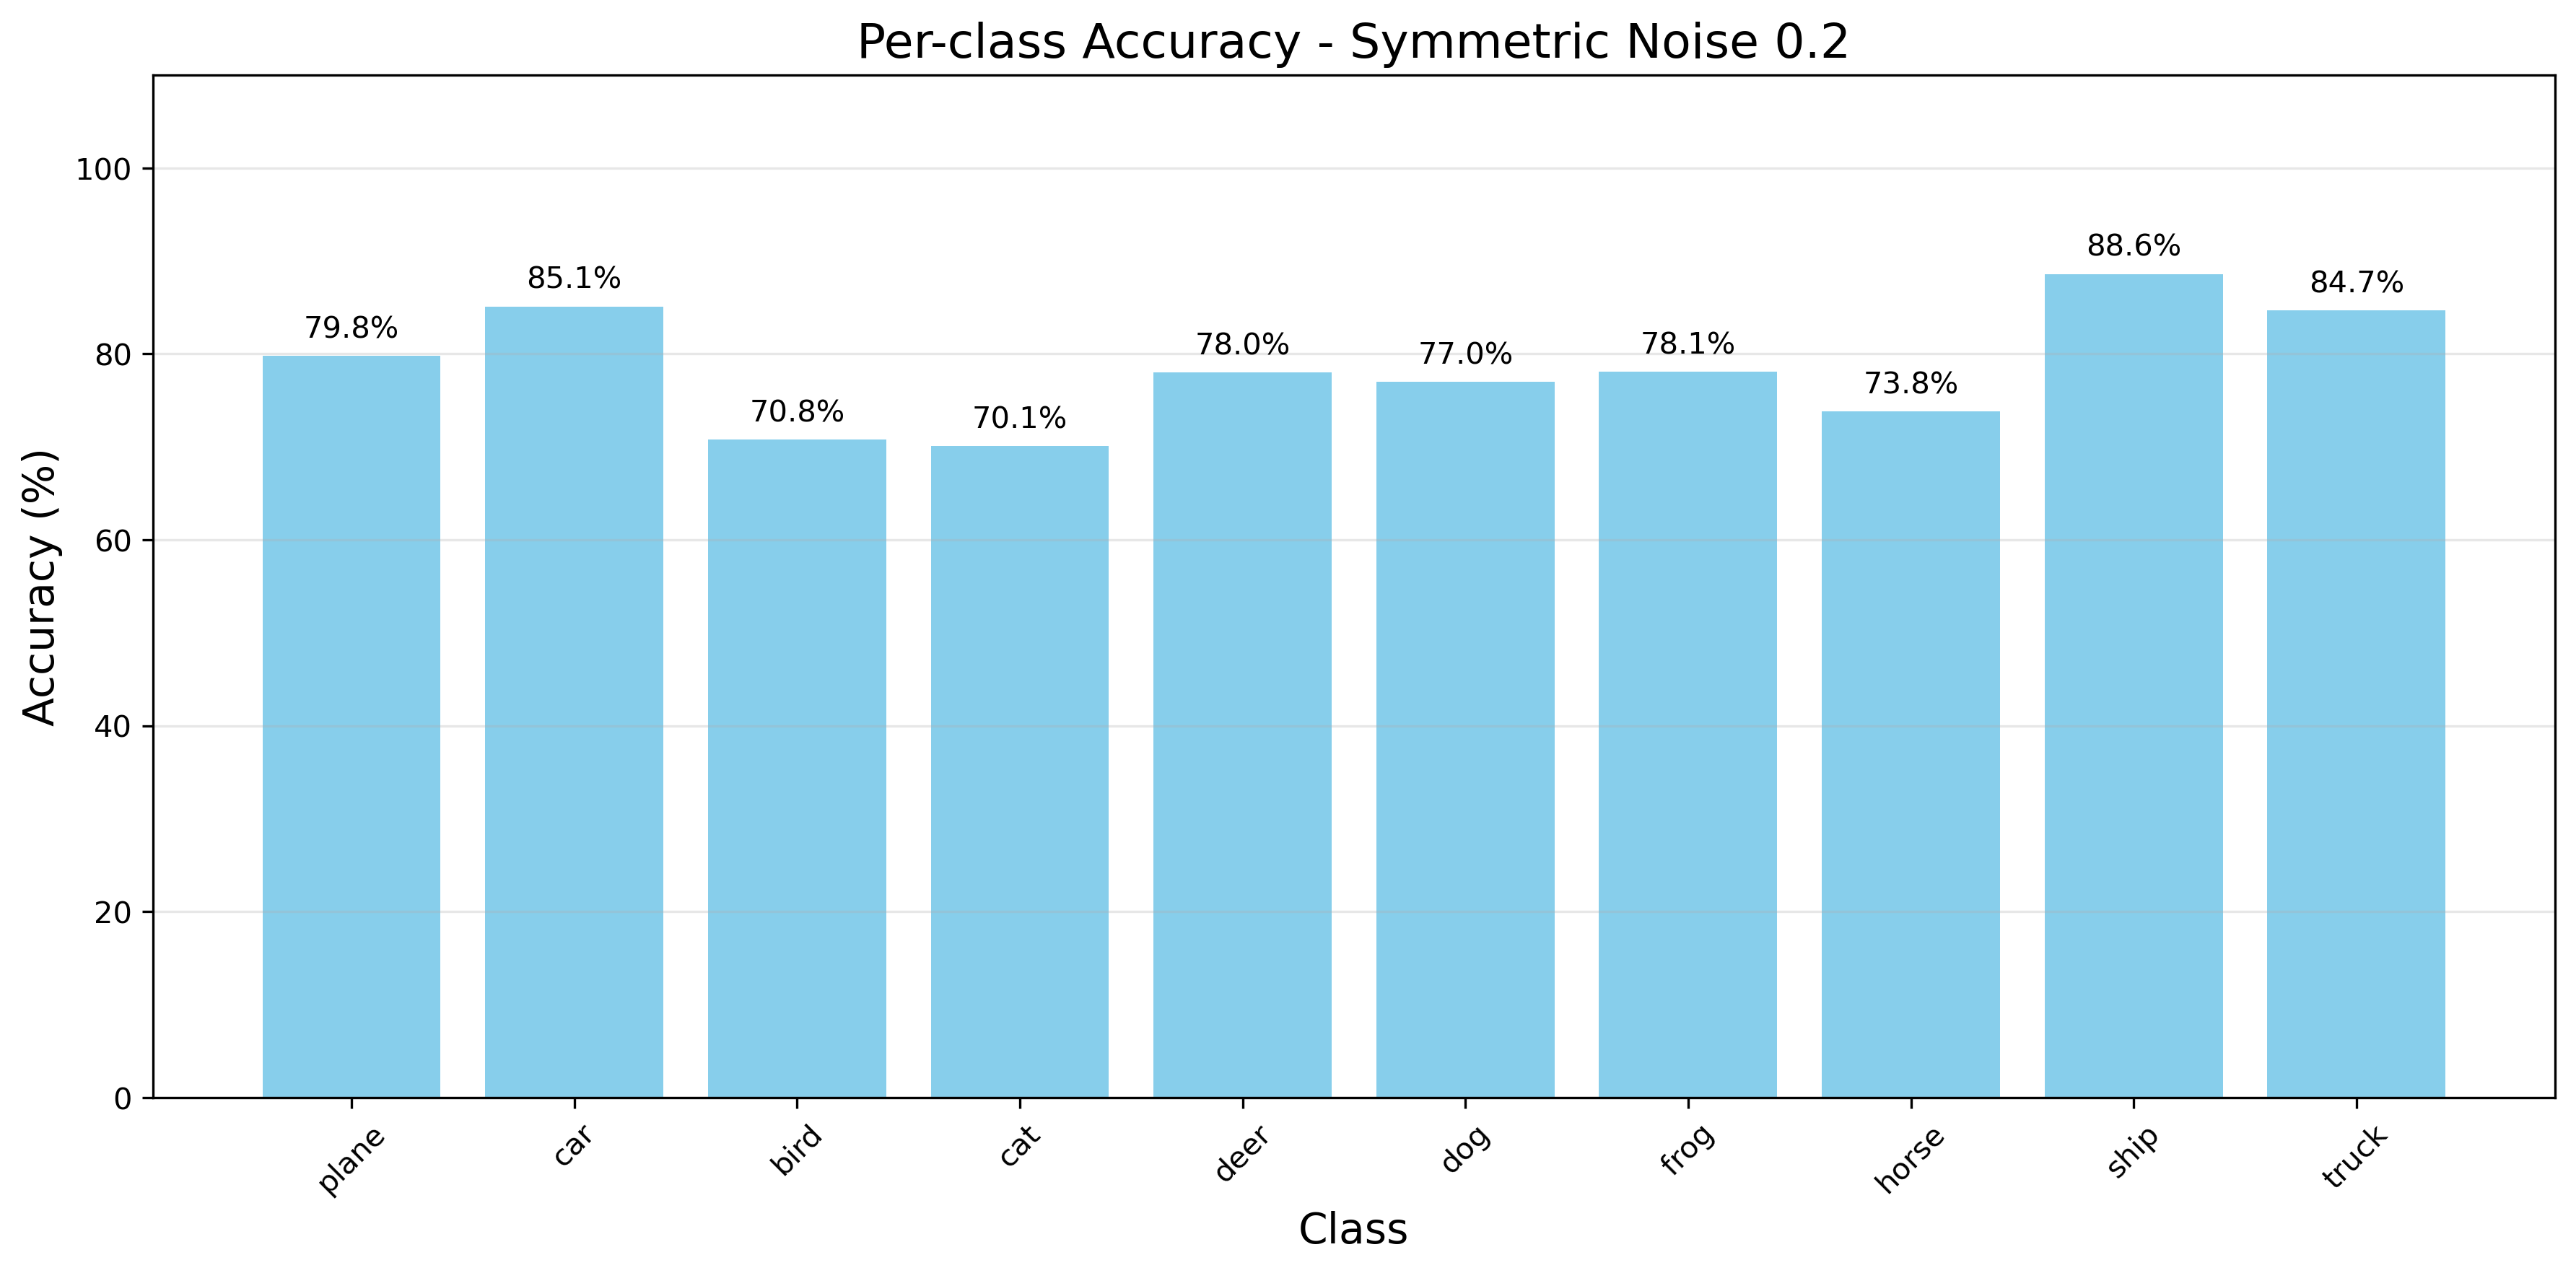 Per-class Accuracy - Symmetric Noise 0.2
Accuracy (%)
100
80
60
40
20
0
79.8%
85.1%
70.8%
70.1%
78.0%
77.0%
78.1%
73.8%
88.6%
84.7%
plane
car
bird
cat
deer
dog
frog
horse
ship
truck
Class